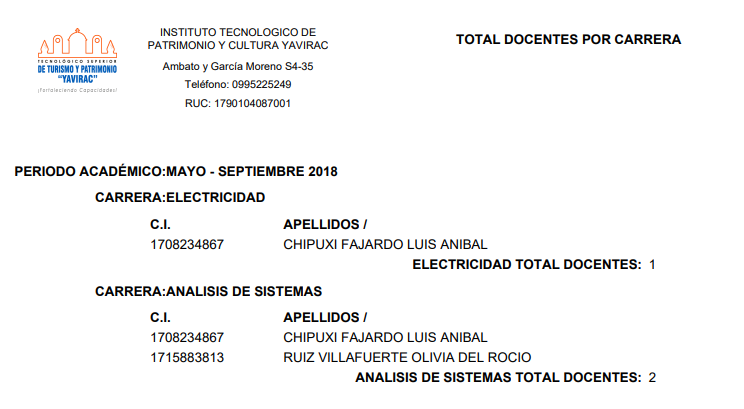 TECNOLÓGICO SUPERIOR
DE TURISMO Y PATRIMONIO
"YAVIRAC"
¡Fortaleciendo Capacidades!
INSTITUTO TECNOLOGICO DE
PATRIMONIO Y CULTURA YAVIRAC
Ambato y García Moreno S4-35
Teléfono: 0995225249
RUC: 1790104087001
TOTAL DOCENTES POR CARRERA
PERIODO ACADÉMICO:MAYO - SEPTIEMBRE 2018
CARRERA:ELECTRICIDAD
C.I. APELLIDOS /
1708234867 CHIPUXI FAJARDO LUIS ANIBAL
ELECTRICIDAD TOTAL DOCENTES: 1
CARRERA:ANALISIS DE SISTEMAS
C.I. APELLIDOS /
1708234867 CHIPUXI FAJARDO LUIS ANIBAL
1715883813 RUIZ VILLAFUERTE OLIVIA DEL ROCIO
ANALISIS DE SISTEMAS TOTAL DOCENTES: 2